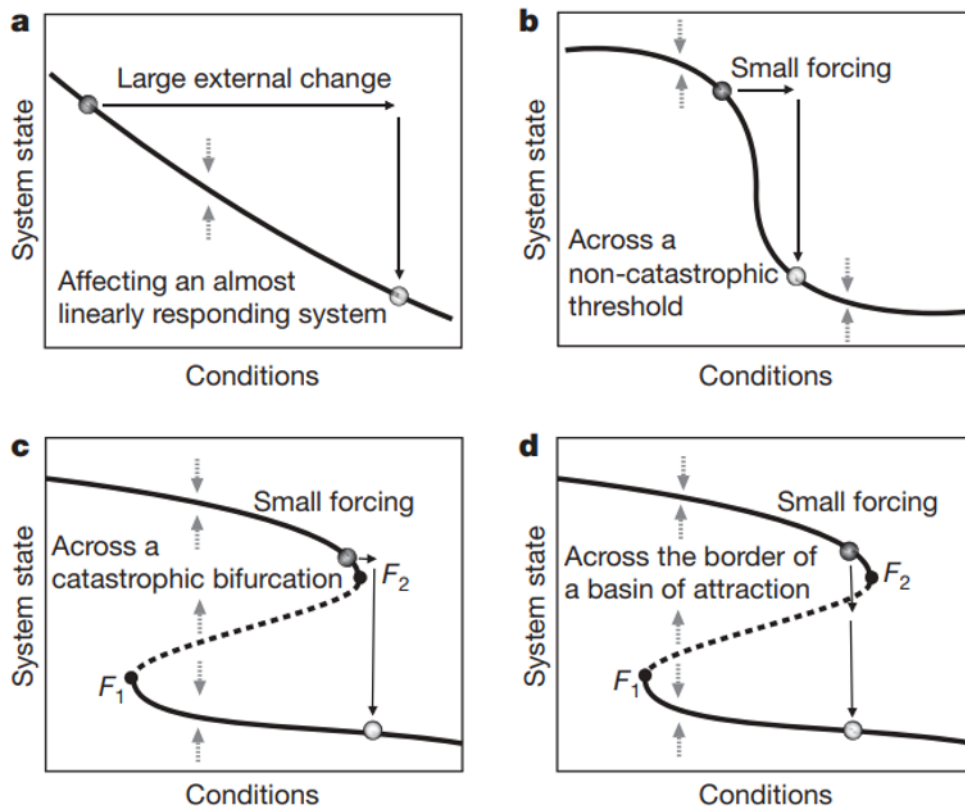 a
Large external change
Affecting an almost
linearly responding system
System state
Conditions
b
Small forcing
Across a
non-catastrophic
threshold
System state
Conditions
c
Small forcing
Across a
catastrophic bifurcation
F2
F1
System state
Conditions
d
Small forcing
Across the border of
a basin of attraction
F2
F1
System state
Conditions